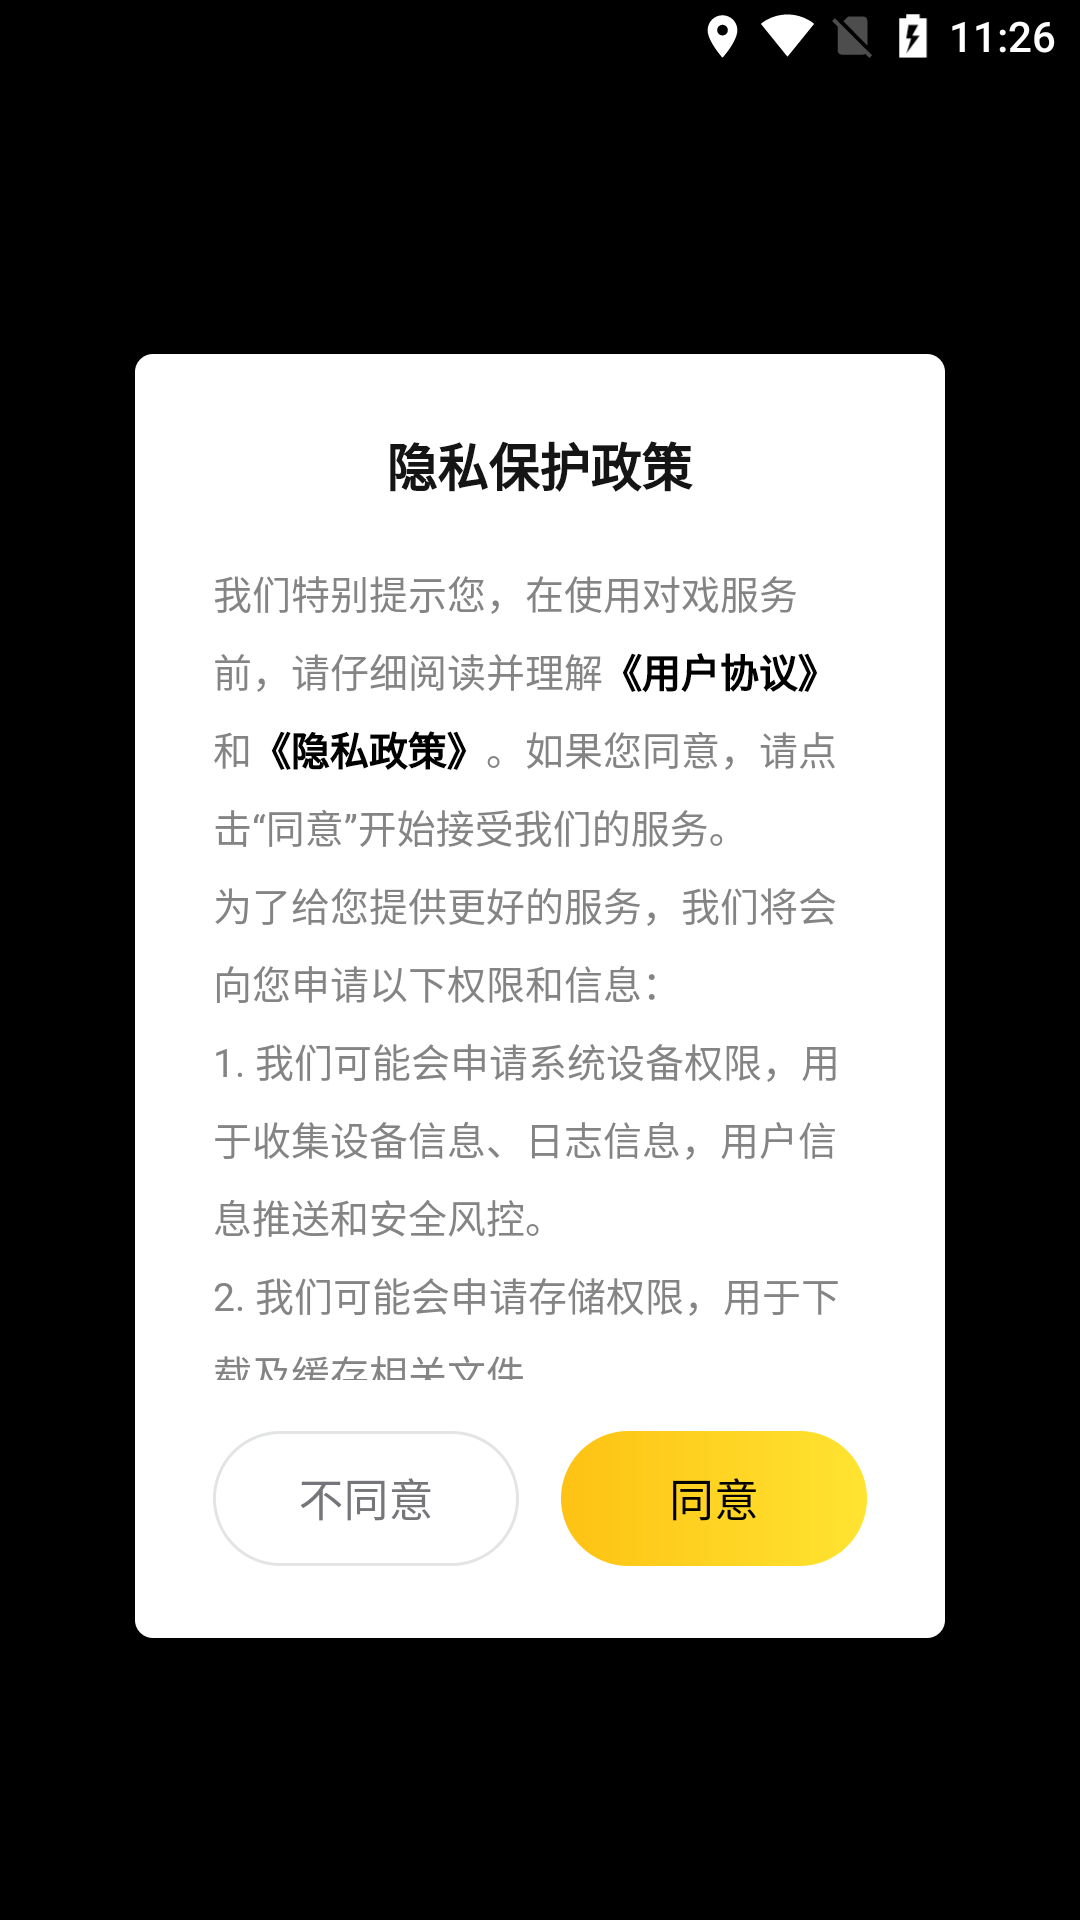 11:26
隐私保护政策
我们特别提示您，在使用对戏服务
前，请仔细阅读并理解《用户协议》
和《隐私政策》。如果您同意，请点
击“同意”开始接受我们的服务。
为了给您提供更好的服务，我们将会
向您申请以下权限和信息：
1. 我们可能会申请系统设备权限，用
于收集设备信息、日志信息，用户信
息推送和安全风控。
2. 我们可能会申请存储权限，用于下
载及缓存相关文件
不同意
同意